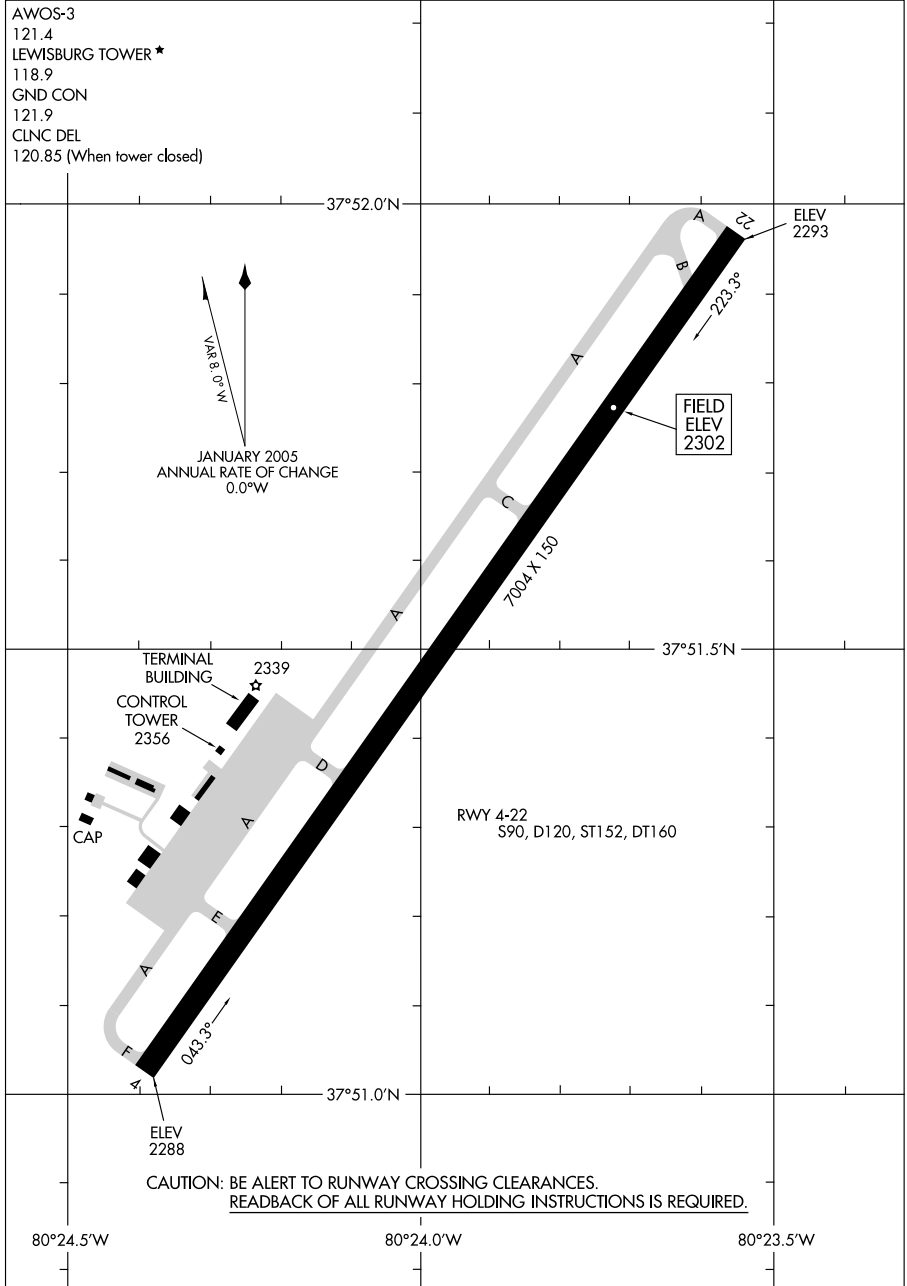 AWOS-3
121.4
LEWISBURG TOWER ★
118.9
GND CON
121.9
CLNC DEL
120.85 (When tower closed)
37°52.0'N
A
22
ELEV
2293
B
223.3°
VAR 8.0° W
A
FIELD
ELEV
2302
JANUARY 2005
ANNUAL RATE OF CHANGE
0.0°W
C
7004 X 150
A
37°51.5'N
TERMINAL
BUILDING
2339
CONTROL
TOWER
2356
D
CAP
A
RWY 4-22
S90, D120, ST152, DT160
E
A
043.3°
F
4
37°51.0'N
ELEV
2288
CAUTION: BE ALERT TO RUNWAY CROSSING CLEARANCES.
READBACK OF ALL RUNWAY HOLDING INSTRUCTIONS IS REQUIRED.
80°24.5'W
80°24.0'W
80°23.5'W